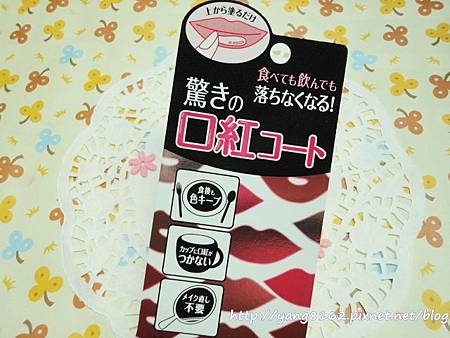 上から塗るだけ
食べても飲んでも
落ちなくなる!
驚きの
口紅コート
食後も
色キープ
カップに口紅が
つかない
メイク直し
不要
http://yang8162.pixnet.net/blog